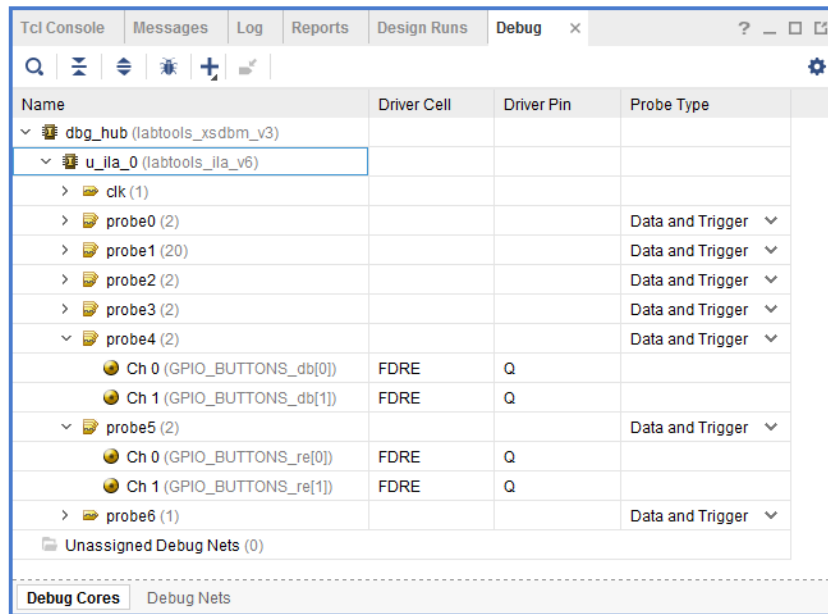 Tcl Console Messages Log Reports Design Runs Debug × ?
Name Driver Cell Driver Pin Probe Type
dbg_hub (labtools_xsdbm_v3)
u_ila_0 (labtools_ila_v6)
clk (1)
probe0 (2) Data and Trigger
probe1 (20) Data and Trigger
probe2 (2) Data and Trigger
probe3 (2) Data and Trigger
probe4 (2) Data and Trigger
Ch 0 (GPIO_BUTTONS_db[0]) FDRE Q
Ch 1 (GPIO_BUTTONS_db[1]) FDRE Q
probe5 (2) Data and Trigger
Ch 0 (GPIO_BUTTONS_re[0]) FDRE Q
Ch 1 (GPIO_BUTTONS_re[1]) FDRE Q
probe6 (1) Data and Trigger
Unassigned Debug Nets (0)
Debug Cores Debug Nets